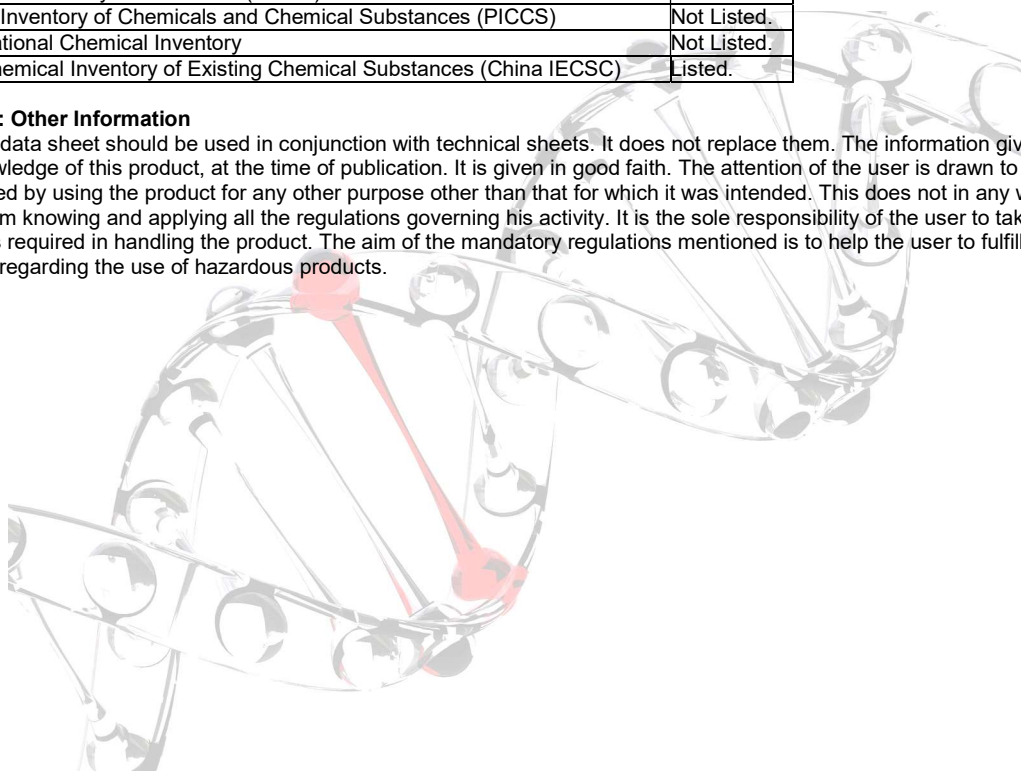 Inventory of Chemicals and Chemical Substances (PICCS) Not Listed.
ational Chemical Inventory Not Listed.
hemical Inventory of Existing Chemical Substances (China IECSC) Listed.
: Other Information
data sheet should be used in conjunction with technical sheets. It does not replace them. The information giv
wledge of this product, at the time of publication. It is given in good faith. The attention of the user is drawn to
ed by using the product for any other purpose other than that for which it was intended. This does not in any w
m knowing and applying all the regulations governing his activity. It is the sole responsibility of the user to tak
s required in handling the product. The aim of the mandatory regulations mentioned is to help the user to fulfill
regarding the use of hazardous products.